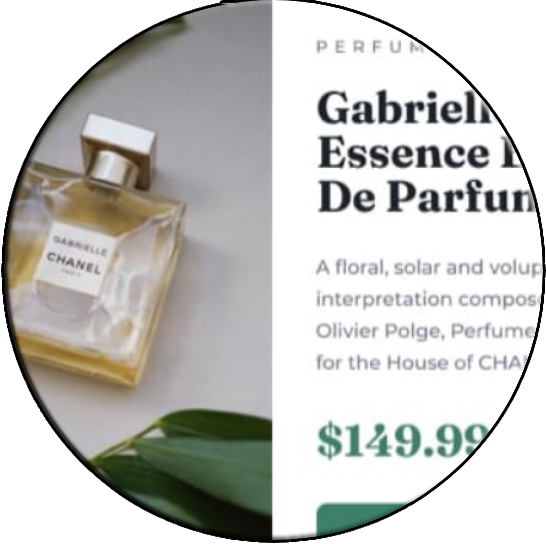 GABRIELLE
CHANEL
PARIS
PERFUM
Gabriell
Essence
De Parfum
A floral, solar and volup
interpretation compos
Olivier Polge, Perfume
for the House of CHA
$149.99